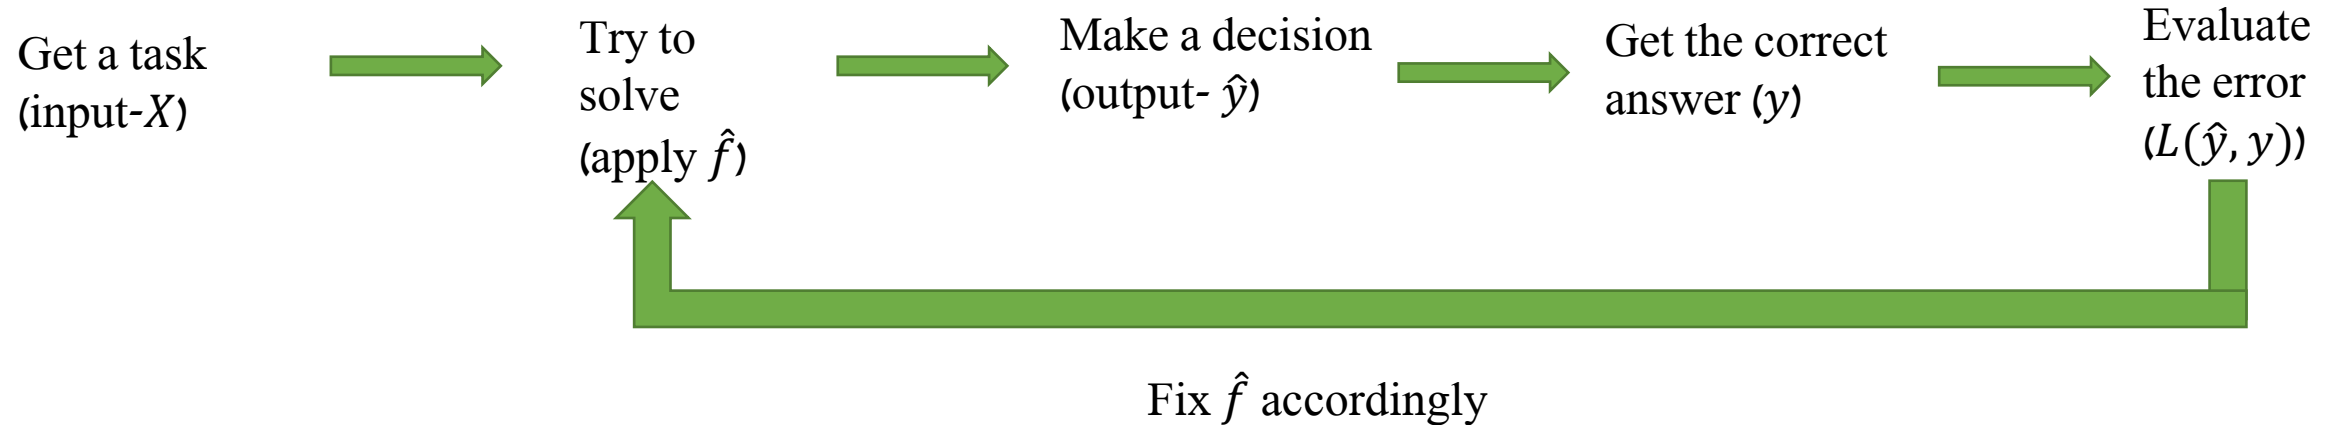 Get a task
(input-X)
Try to
solve
(apply f̂)
Make a decision
(output- ŷ)
Get the correct
answer (y)
Evaluate
the error
(L(ŷ, y))
Fix f̂ accordingly